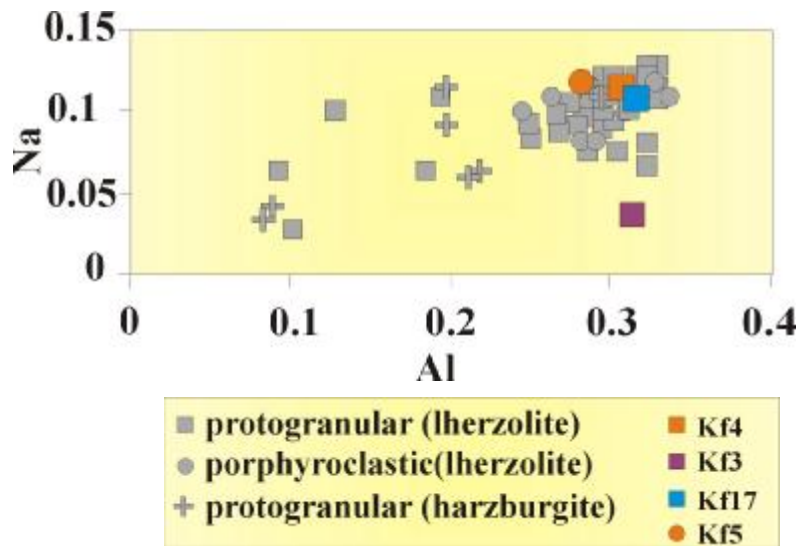 0.15
0.1
0.05
0
Na
0 0.1 0.2 0.3 0.4
Al
protogranular (lherzolite)
porphyroclastic(lherzolite)
protogranular (harzburgite)
Kf4
Kf3
Kf17
Kf5